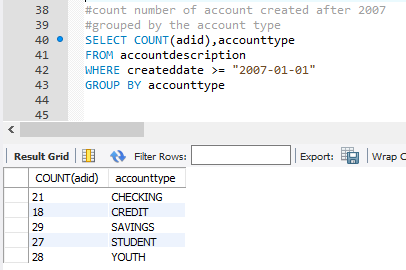 38 #count number of account created after 2007
39 #grouped by the account type
40 SELECT COUNT(adid),accounttype
41 FROM accountdescription
42 WHERE createddate >= "2007-01-01"
43 GROUP BY accounttype
44
45
Result Grid Filter Rows: Export: Wrap C
COUNT(adid) accounttype
21 CHECKING
18 CREDIT
29 SAVINGS
27 STUDENT
28 YOUTH